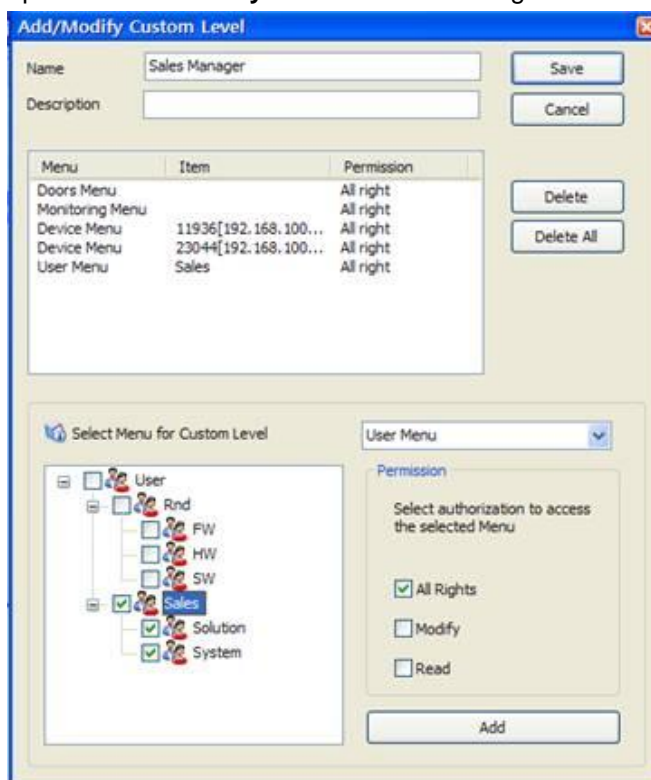 Add/Modify Custom Level
Name Sales Manager Save
Description Cancel
Menu Item Permission
Doors Menu All right
Monitoring Menu All right
Device Menu 11936[192.168.100... All right
Device Menu 23044[192.168.100... All right
User Menu Sales All right
Delete
Delete All
Select Menu for Custom Level User Menu
User
Rnd
FW
HW
SW
Sales
Solution
System
Permission
Select authorization to access
the selected Menu
All Rights
Modify
Read
Add